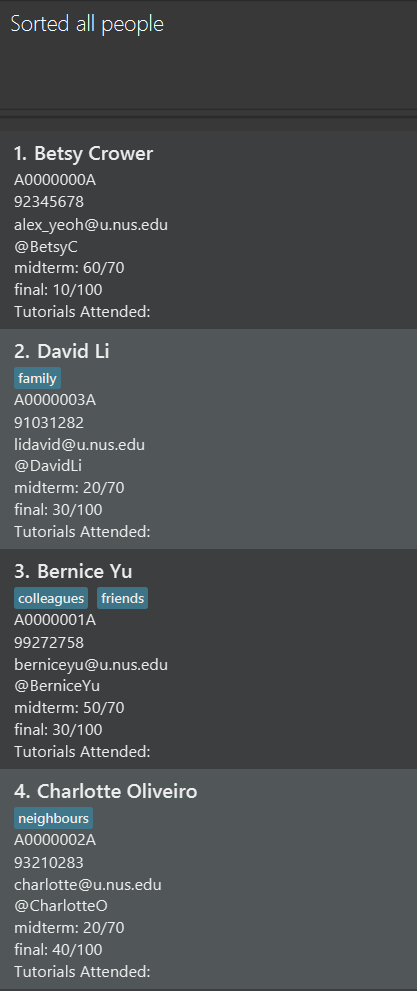 Sorted all people
1. Betsy Crower
A0000000A
92345678
alex_yeoh@u.nus.edu
@BetsyC
midterm: 60/70
final: 10/100
Tutorials Attended:
2. David Li
family
A0000003A
91031282
lidavid@u.nus.edu
@DavidLi
midterm: 20/70
final: 30/100
Tutorials Attended:
3. Bernice Yu
colleagues friends
A0000001A
99272758
berniceyu@u.nus.edu
@BerniceYu
midterm: 50/70
final: 30/100
Tutorials Attended:
4. Charlotte Oliveiro
neighbours
A0000002A
93210283
charlotte@u.nus.edu
@CharlotteO
midterm: 20/70
final: 40/100
Tutorials Attended: